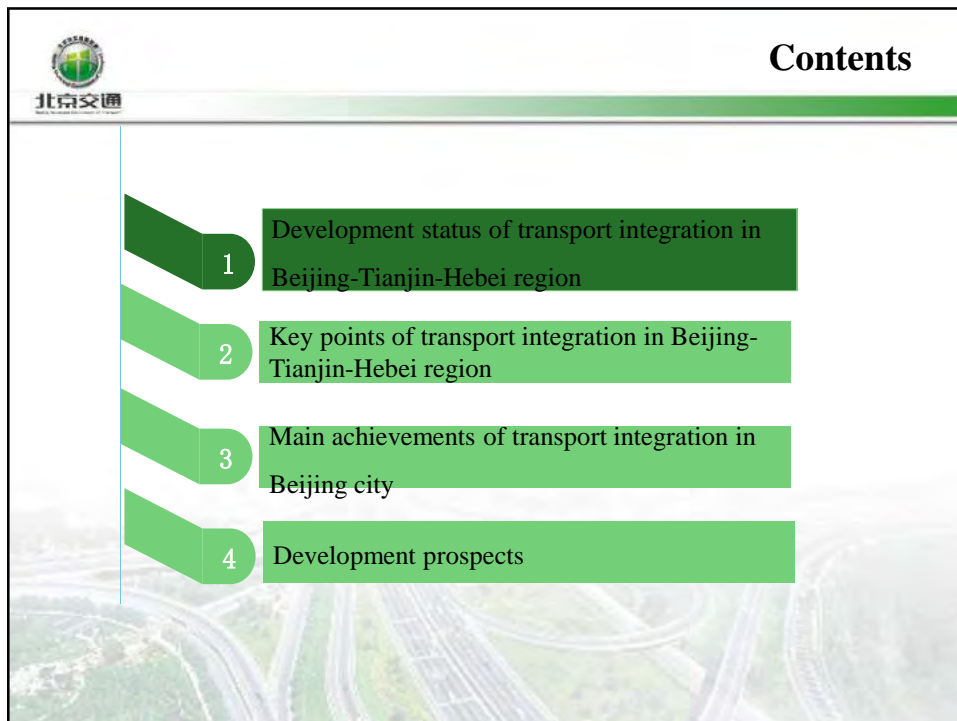 Contents
北京交通
1
Development status of transport integration in
Beijing-Tianjin-Hebei region
2
Key points of transport integration in Beijing-
Tianjin-Hebei region
3
Main achievements of transport integration in
Beijing city
4
Development prospects